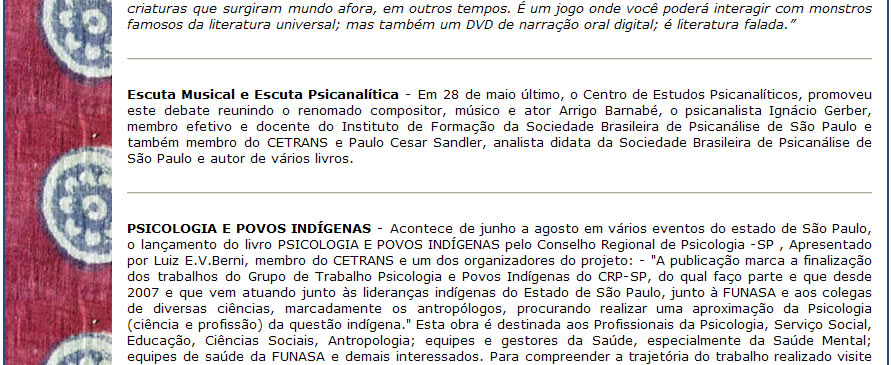 criaturas que surgiram mundo afora, em outros tempos. É um jogo onde você poderá interagir com monstros
famosos da literatura universal; mas também um DVD de narração oral digital; é literatura falada.”
Escuta Musical e Escuta Psicanalítica - Em 28 de maio último, o Centro de Estudos Psicanalíticos, promoveu
este debate reunindo o renomado compositor, músico e ator Arrigo Barnabé, o psicanalista Ignácio Gerber,
membro efetivo e docente do Instituto de Formação da Sociedade Brasileira de Psicanálise de São Paulo e
também membro do CETRANS e Paulo Cesar Sandler, analista didata da Sociedade Brasileira de Psicanálise de
São Paulo e autor de vários livros.
PSICOLOGIA E POVOS INDÍGENAS - Acontece de junho a agosto em vários eventos do estado de São Paulo,
o lançamento do livro PSICOLOGIA E POVOS INDÍGENAS pelo Conselho Regional de Psicologia -SP , Apresentado
por Luiz E.V.Berni, membro do CETRANS e um dos organizadores do projeto: - "A publicação marca a finalização
dos trabalhos do Grupo de Trabalho Psicologia e Povos Indígenas do CRP-SP, do qual faço parte e que desde
2007 e que vem atuando junto às lideranças indígenas do Estado de São Paulo, junto à FUNASA e aos colegas
de diversas ciências, marcadamente os antropólogos, procurando realizar uma aproximação da Psicologia
(ciência e profissão) da questão indígena." Esta obra é destinada aos Profissionais da Psicologia, Serviço Social,
Educação, Ciências Sociais, Antropologia; equipes e gestores da Saúde, especialmente da Saúde Mental;
equipes de saúde da FUNASA e demais interessados. Para compreender a trajetória do trabalho realizado visite